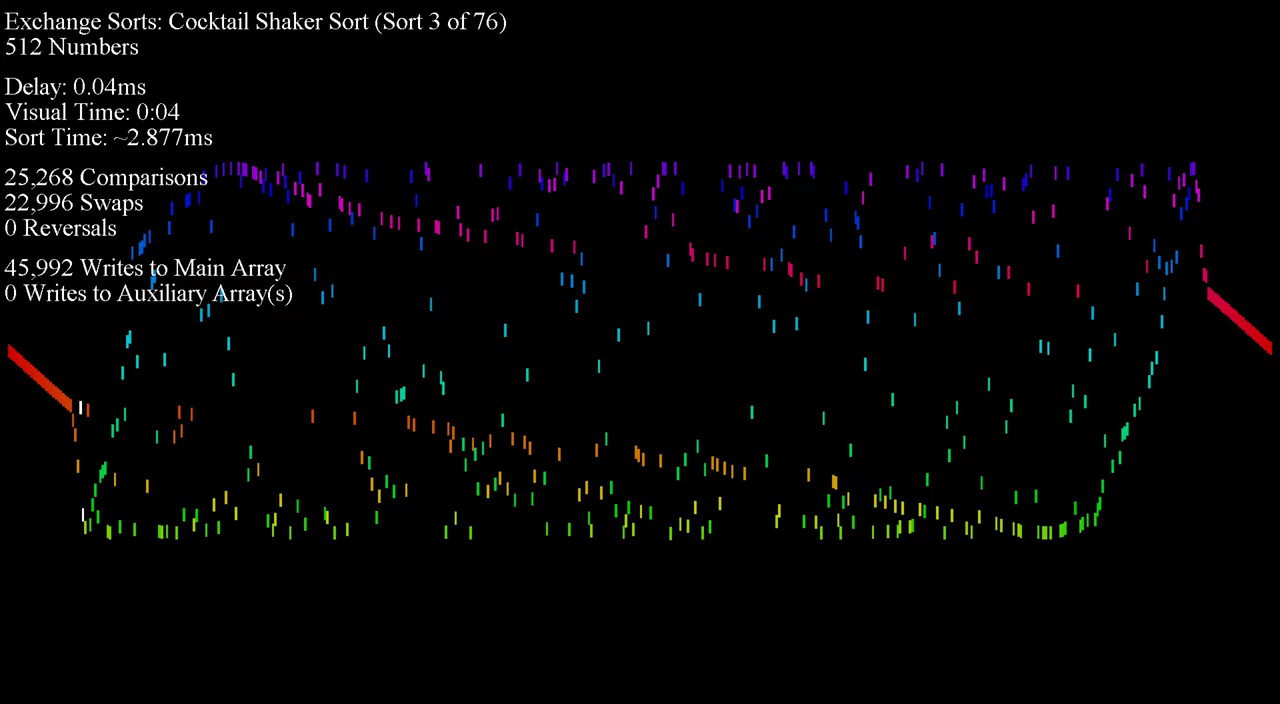 Exchange Sorts: Cocktail Shaker Sort (Sort 3 of 76)
512 Numbers
Delay: 0.04ms
Visual Time: 0:04
Sort Time: ~2.877ms
25,268 Comparisons
22,996 Swaps
0 Reversals
45,992 Writes to Main Array
0 Writes to Auxiliary Array(s)